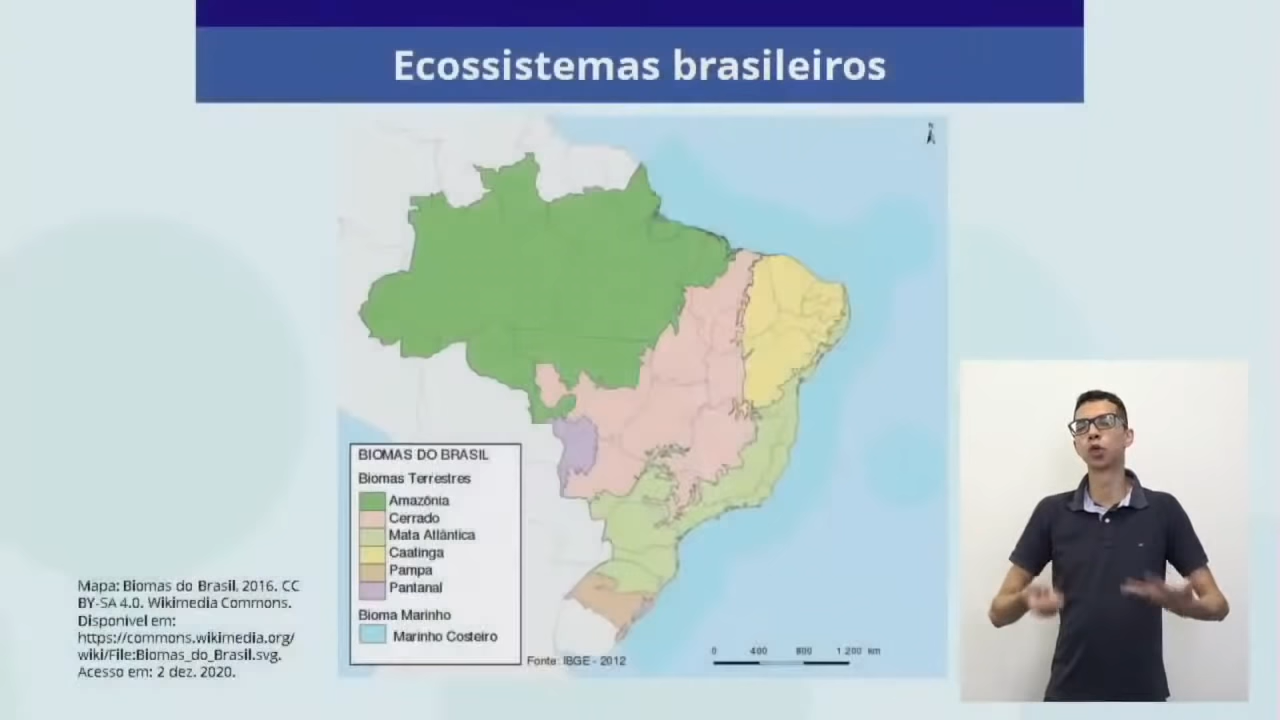 Ecossistemas brasileiros
N
BIOMAS DO BRASIL
Biomas Terrestres
Amazônia
Cerrado
Mata Atlântica
Caatinga
Pampa
Pantanal
Bioma Marinho
Marinho Costeiro
Fonte: IBGE - 2012
0 400 800 1 200 km
Mapa: Biomas do Brasil, 2016. CC
BY-SA 4.0. Wikimedia Commons.
Disponível em:
https://commons.wikimedia.org/
wiki/File:Biomas_do_Brasil.svg.
Acesso em: 2 dez. 2020.